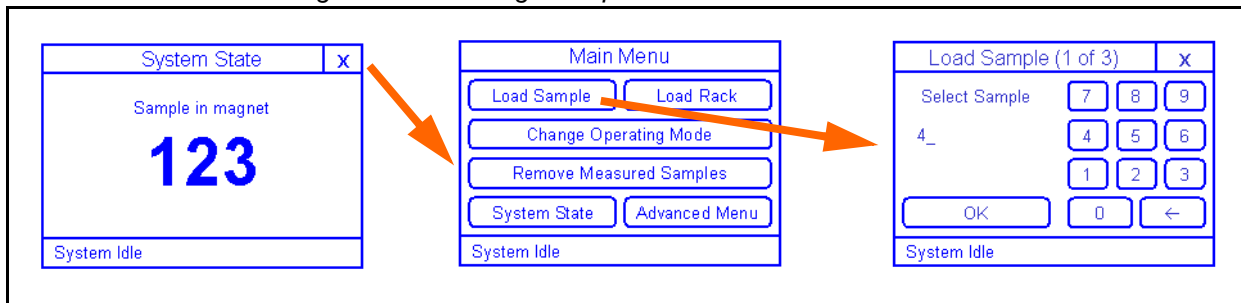 System State X
Sample in magnet
123
System Idle
Main Menu
Load Sample Load Rack
Change Operating Mode
Remove Measured Samples
System State Advanced Menu
System Idle
Load Sample (1 of 3) X
Select Sample 7 8 9
4_ 4 5 6
1 2 3
OK 0 ←
System Idle